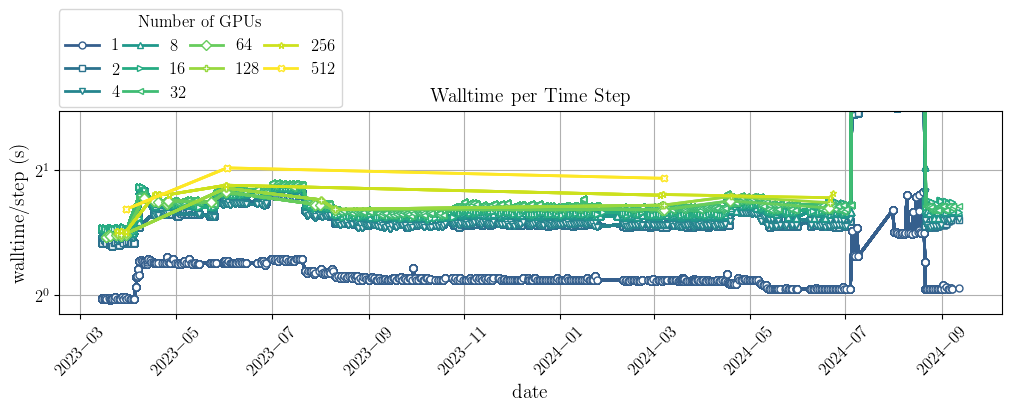 Number of GPUs
1 8 64 256
2 16 128 512
4 32
Walltime per Time Step
walltime/step (s)
2^1
2^0
2023−03 2023−05 2023−07 2023−09 2023−11 2024−01 2024−03 2024−05 2024−07 2024−09
date